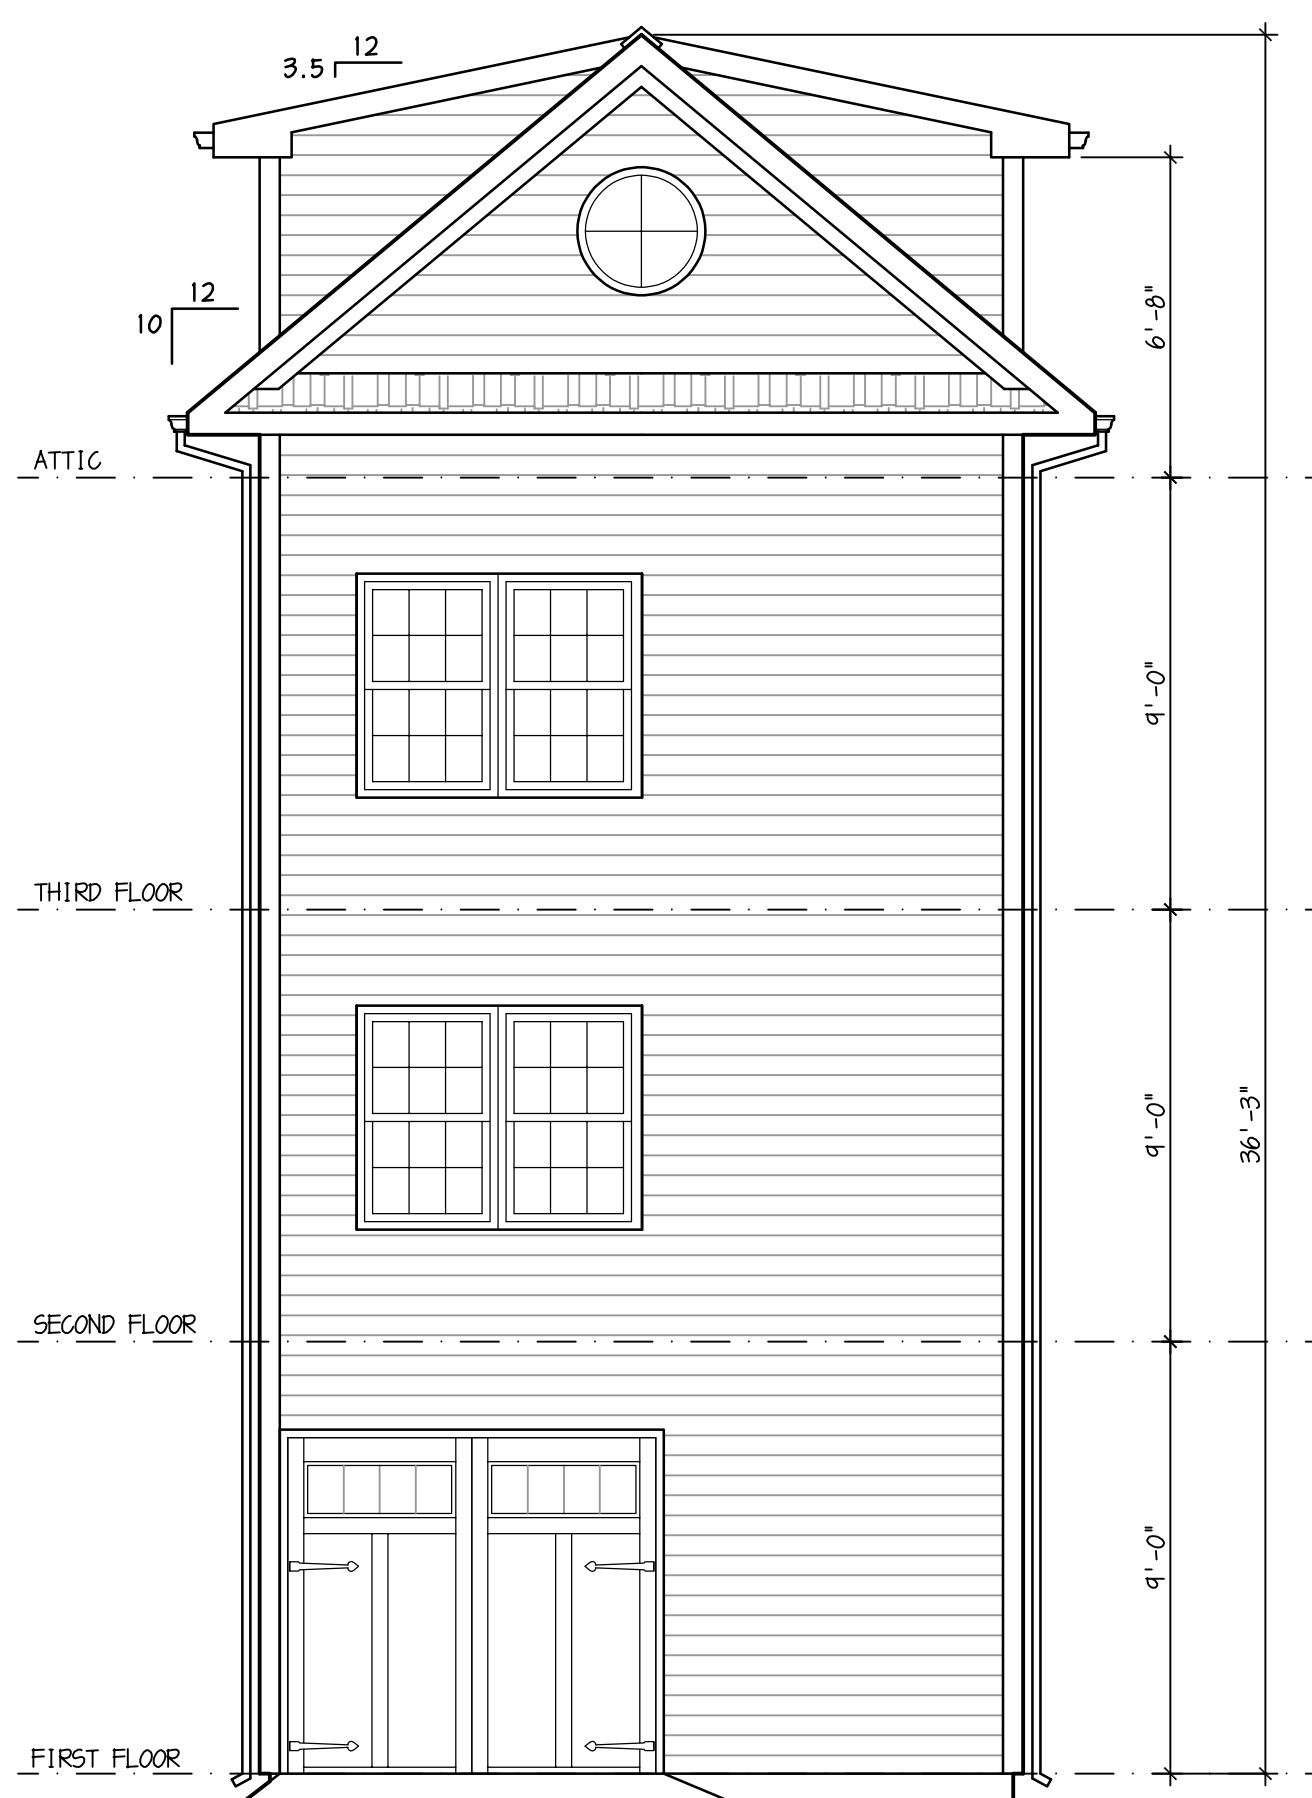 12
3.5
12
10
6'-8"
ATTIC
9'-0"
THIRD FLOOR
9'-0"
36'-3"
SECOND FLOOR
9'-0"
FIRST FLOOR